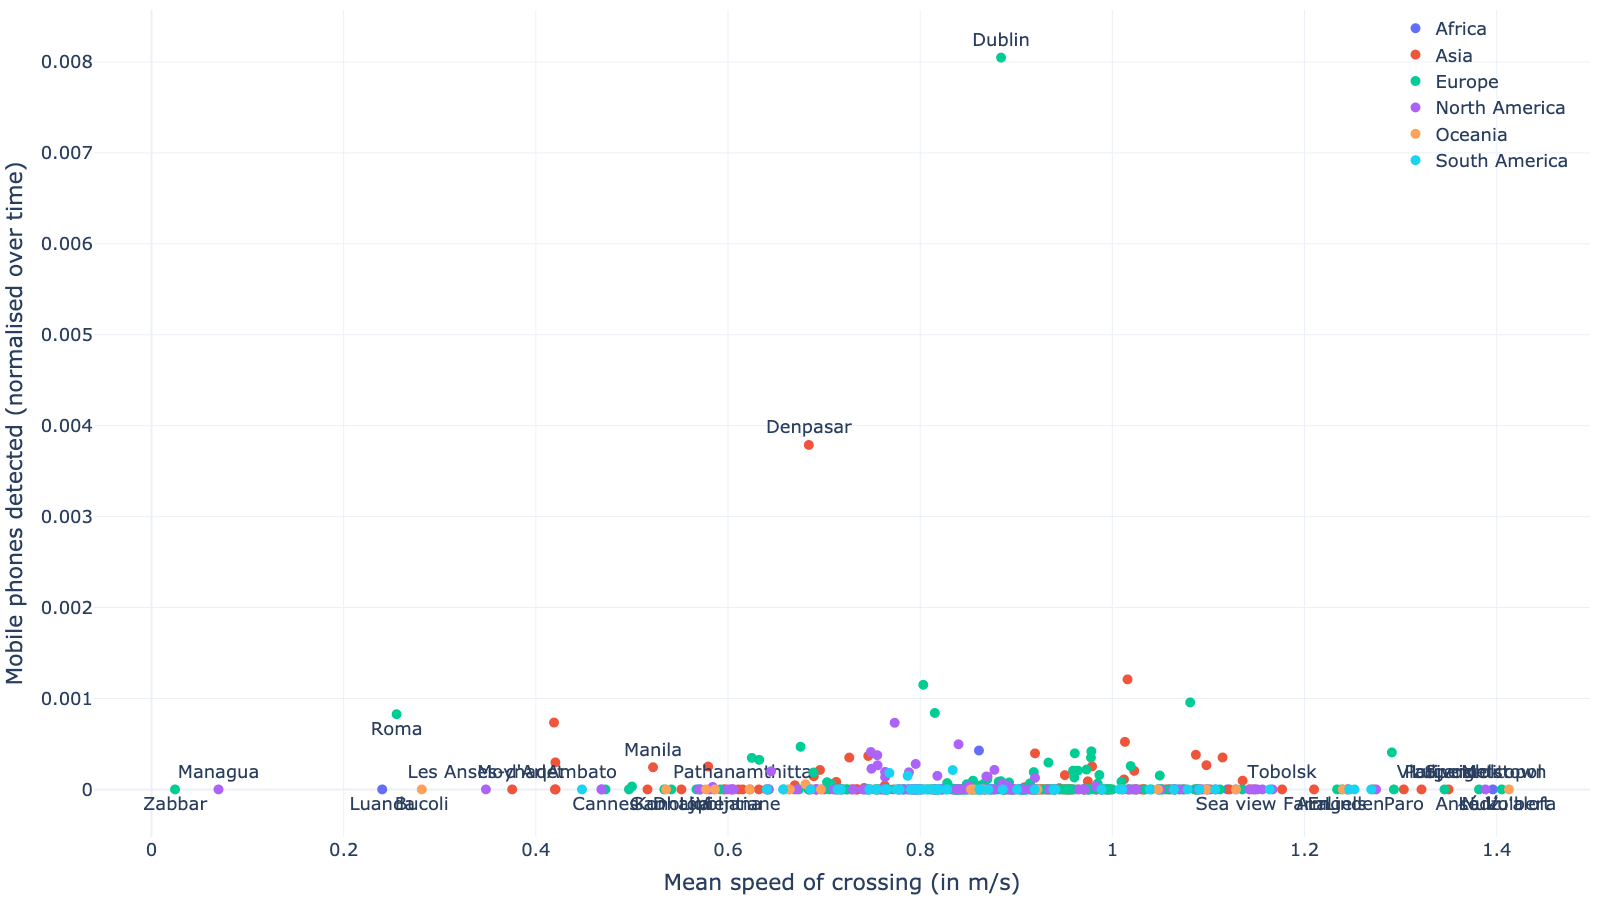 Dublin
Africa
Asia
Europe
North America
Oceania
South America
0.008
0.007
0.006
0.005
0.004
0.003
0.002
0.001
0
Mobile phones detected (normalised over time)
Denpasar
Roma
Manila
Managua
Les Anses-d'Arlet
Ambato
Pathanamthitta
Tobolsk
Zabbar
Luanda
Bucoli
Cannes
Vientiane
Sea view Farm
Linden
Paro
0
0.2
0.4
0.6
0.8
1
1.2
1.4
Mean speed of crossing (in m/s)